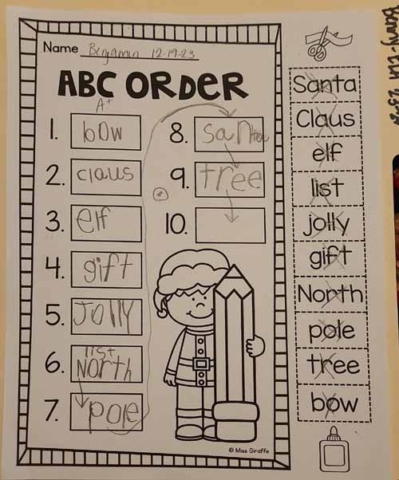 Name Benjamin 12-19-23
ABC ORDER
A+
1. bow
2. claus
3. elf
4. gift
5. JOlly
6. list
North
7. pole
8. santa
9. tree
10.
Santa
Claus
elf
list
jolly
gift
North
pole
tree
bow
© Miss Giraffe